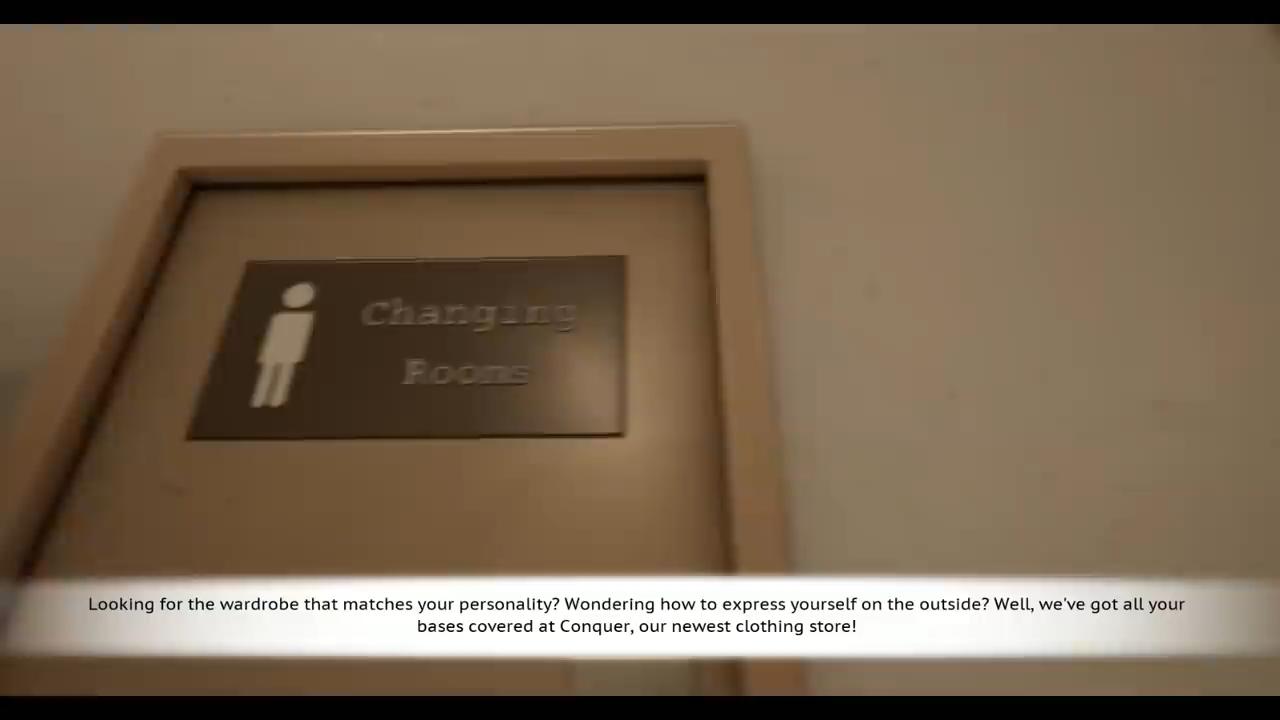 Changing
Rooms
Looking for the wardrobe that matches your personality? Wondering how to express yourself on the outside? Well, we've got all your
bases covered at Conquer, our newest clothing store!